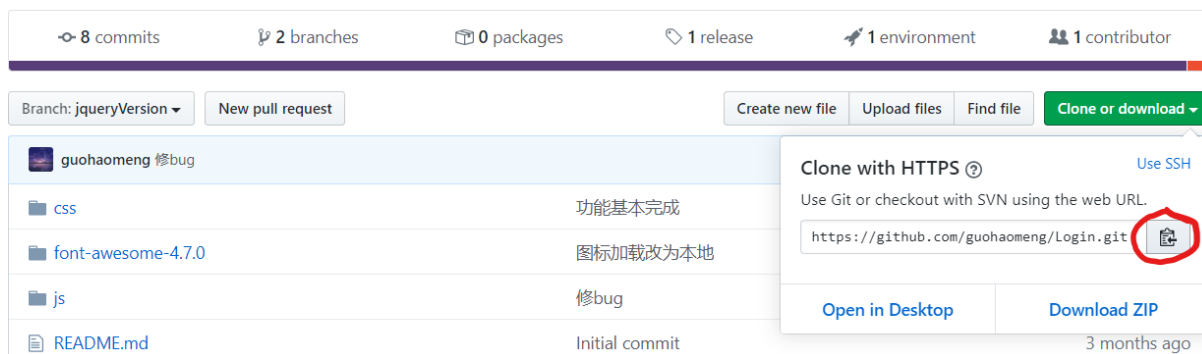 8 commits 2 branches 0 packages 1 release 1 environment 1 contributor
Branch: jqueryVersion New pull request Create new file Upload files Find file Clone or download
guohaomeng 修bug
css 功能基本完成
font-awesome-4.7.0 图标加载改为本地
js 修bug
README.md Initial commit 3 months ago
Clone with HTTPS ? Use SSH
Use Git or checkout with SVN using the web URL.
https://github.com/guohaomeng/Login.git
Open in Desktop Download ZIP